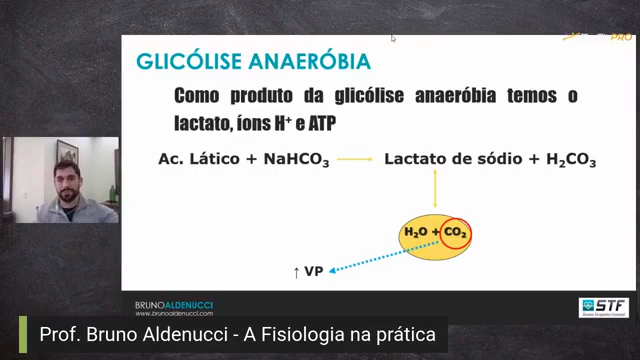 GLICÓLISE ANAERÓBIA
Como produto da glicólise anaeróbia temos o
lactato, íons H⁺ e ATP
Ac. Lático + NaHCO₃
Lactato de sódio + H₂CO₃
H₂O + CO₂
↑ VP
BRUNOALDENUCCI
www.brunoaldenucci.com
STF
Prof. Bruno Aldenucci - A Fisiologia na prática